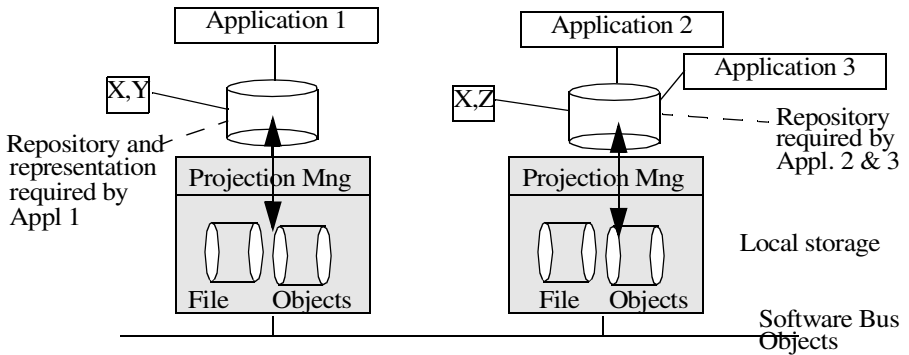 Application 1
Application 2
Application 3
X,Y
X,Z
Repository and
representation
required by
Appl 1
Repository
required by
Appl. 2 & 3
Projection Mng
Projection Mng
Local storage
File
Objects
File
Objects
Software Bus
Objects